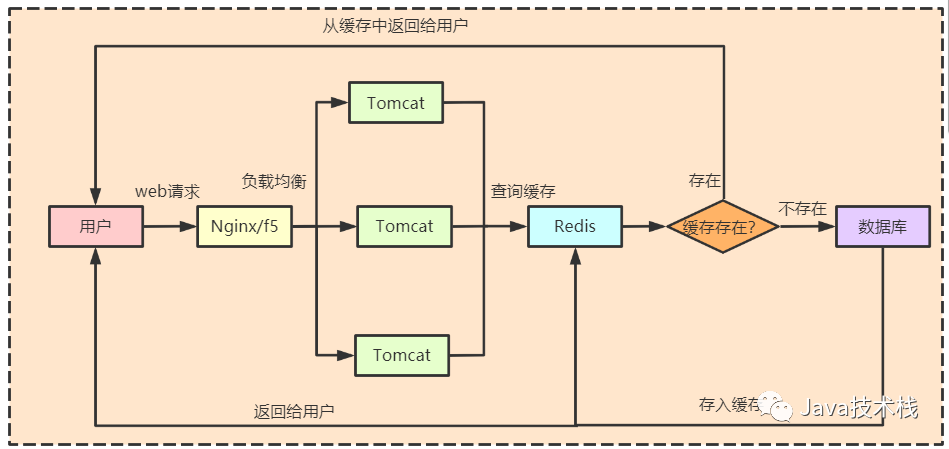 从缓存中返回给用户
Tomcat
web请求
负载均衡
查询缓存
存在
不存在
用户
Nginx/f5
Tomcat
Redis
缓存存在?
数据库
Tomcat
返回给用户
存入缓存
Java技术栈